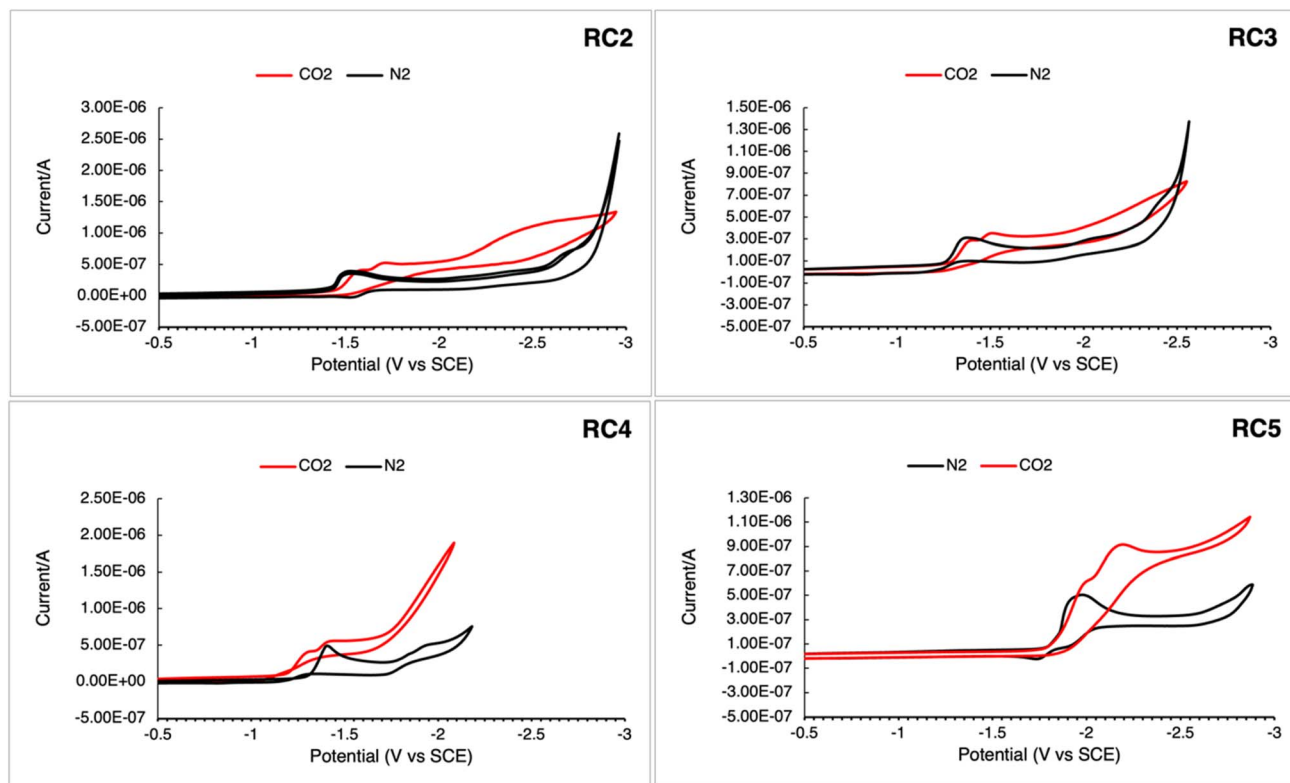 RC2
CO2 N2
3.00E-06
2.50E-06
2.00E-06
1.50E-06
1.00E-06
5.00E-07
0.00E+00
-5.00E-07
Current/A
-0.5 -1 -1.5 -2 -2.5 -3
Potential (V vs SCE)
RC3
CO2 N2
1.50E-06
1.30E-06
1.10E-06
9.00E-07
7.00E-07
5.00E-07
3.00E-07
1.00E-07
-1.00E-07
-3.00E-07
-5.00E-07
Current/A
-0.5 -1 -1.5 -2 -2.5 -3
Potential (V vs SCE)
RC4
CO2 N2
2.50E-06
2.00E-06
1.50E-06
1.00E-06
5.00E-07
0.00E+00
-5.00E-07
Current/A
-0.5 -1 -1.5 -2 -2.5 -3
Potential (V vs SCE)
RC5
N2 CO2
1.30E-06
1.10E-06
9.00E-07
7.00E-07
5.00E-07
3.00E-07
1.00E-07
-1.00E-07
-3.00E-07
-5.00E-07
Current/A
-0.5 -1 -1.5 -2 -2.5 -3
Potential (V vs SCE)